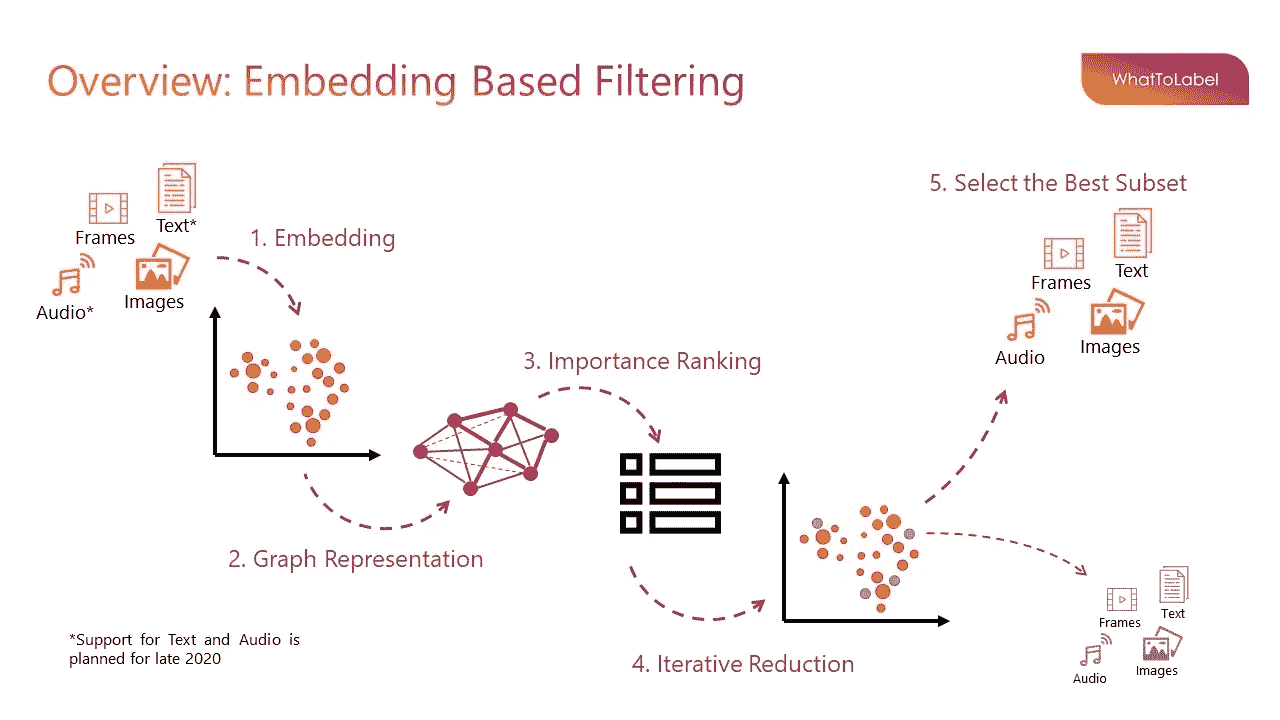 Overview: Embedding Based Filtering
WhatToLabel
Text*
Frames
Images
Audio*
1. Embedding
2. Graph Representation
3. Importance Ranking
4. Iterative Reduction
5. Select the Best Subset
Text
Frames
Images
Audio
Text
Frames
Images
Audio
*Support for Text and Audio is
planned for late 2020